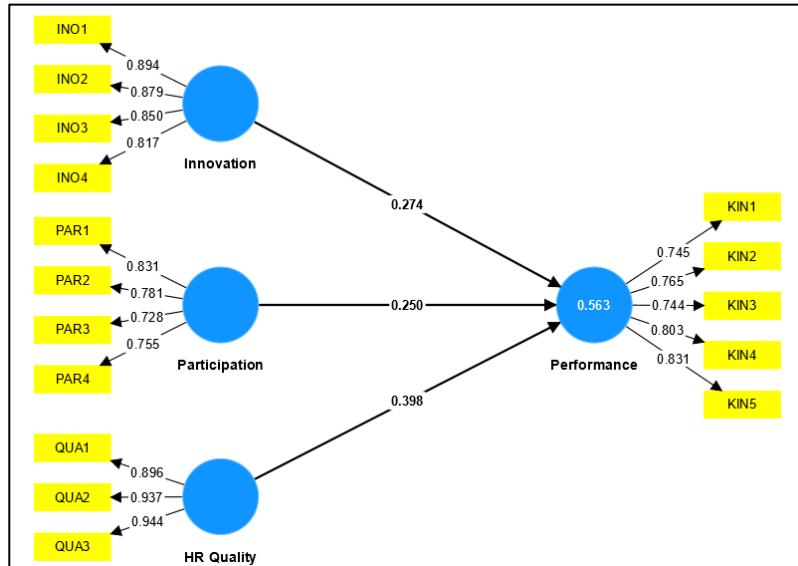 INO1
0.894
INO2
0.879
INO3
0.850
INO4
0.817
Innovation
0.274
PAR1
0.831
PAR2
0.781
PAR3
0.728
PAR4
0.755
Participation
0.250
QUA1
0.896
QUA2
0.937
QUA3
0.944
HR Quality
0.398
0.563
Performance
KIN1
0.745
KIN2
0.765
KIN3
0.744
KIN4
0.803
KIN5
0.831